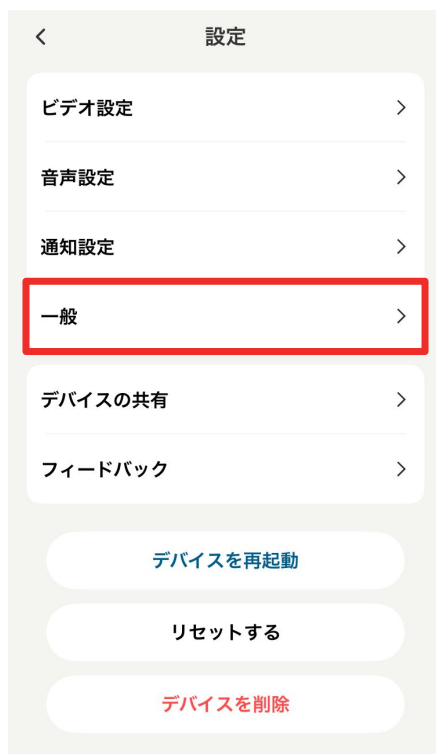 設定
ビデオ設定
音声設定
通知設定
一般
デバイスの共有
フィードバック
デバイスを再起動
リセットする
デバイスを削除